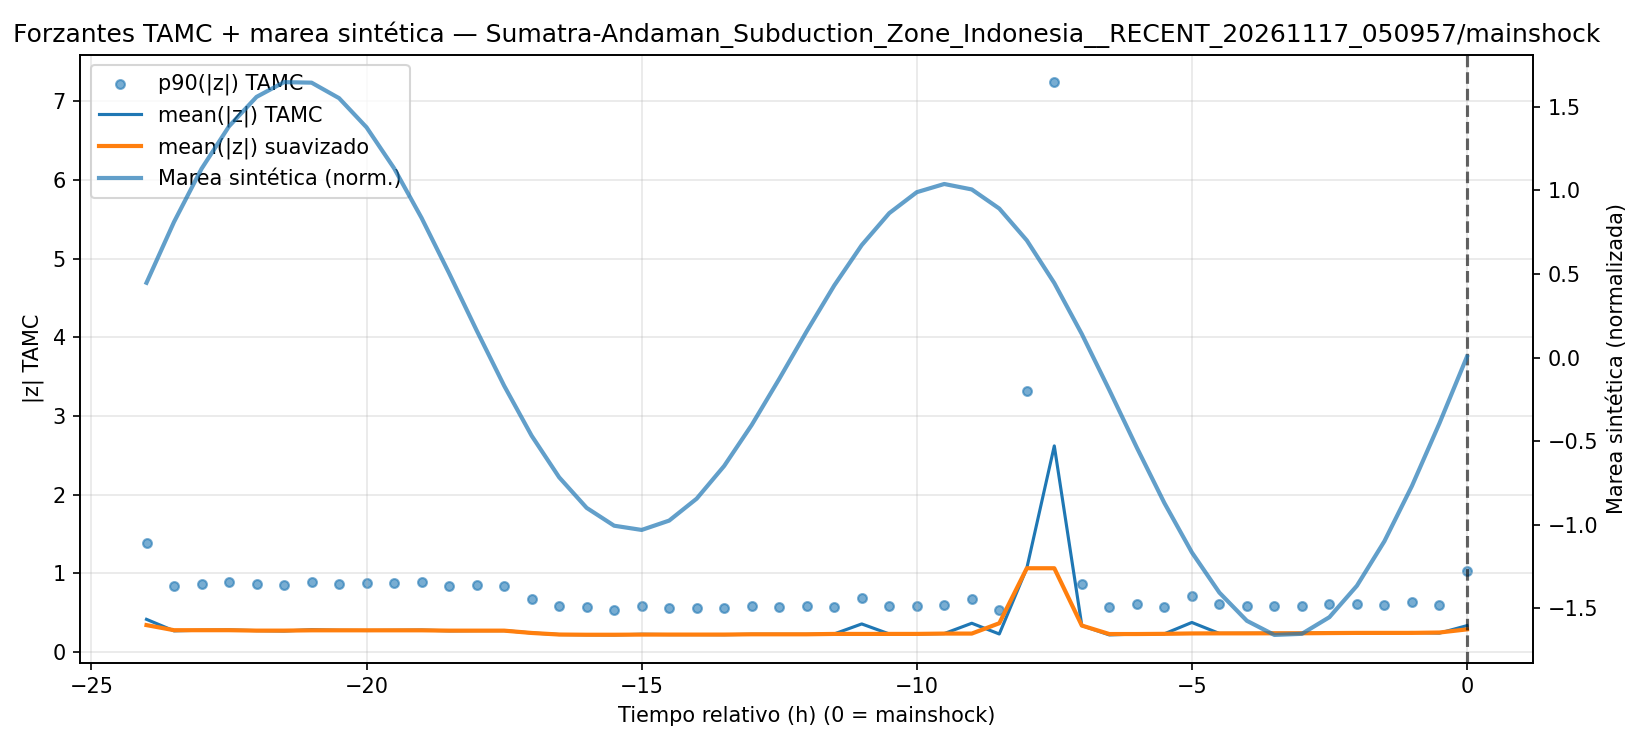 Forzantes TAMC + marea sintética — Sumatra-Andaman_Subduction_Zone_Indonesia__RECENT_20261117_050957/mainshock
p90(|z|) TAMC
mean(|z|) TAMC
mean(|z|) suavizado
Marea sintética (norm.)
|z| TAMC
7
6
5
4
3
2
1
0
Marea sintética (normalizada)
1.5
1.0
0.5
0.0
−0.5
−1.0
−1.5
−25
−20
−15
−10
−5
0
Tiempo relativo (h) (0 = mainshock)